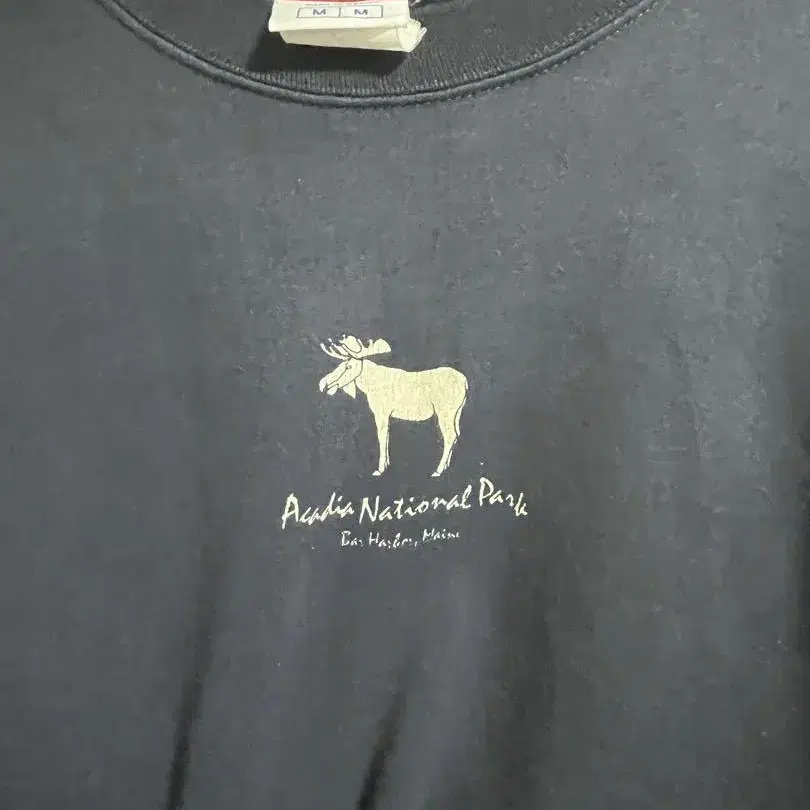 M M
Acadia National Park
Bar Harbor, Maine